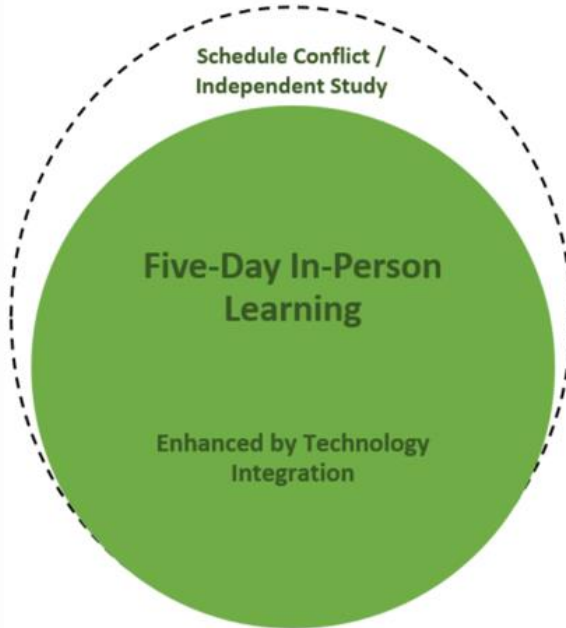 Schedule Conflict /
Independent Study
Five-Day In-Person
Learning
Enhanced by Technology
Integration